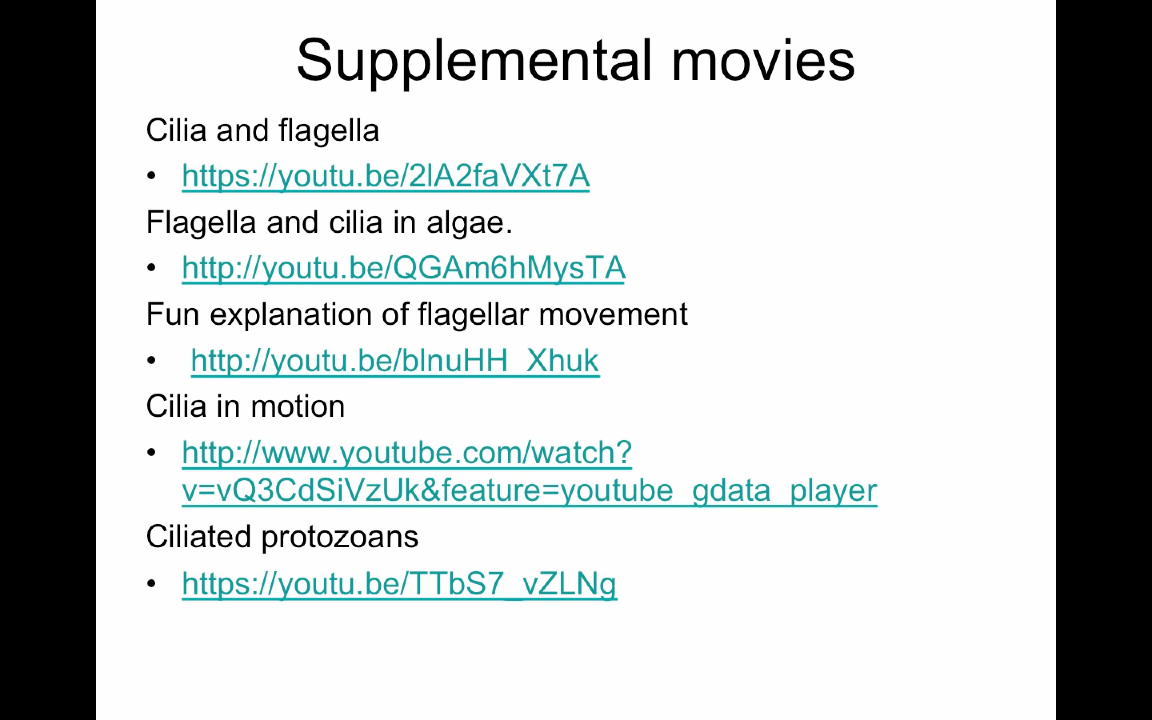 Supplemental movies
Cilia and flagella
• https://youtu.be/2lA2faVXt7A
Flagella and cilia in algae.
• http://youtu.be/QGAm6hMysTA
Fun explanation of flagellar movement
• http://youtu.be/blnuHH_Xhuk
Cilia in motion
• http://www.youtube.com/watch?
v=vQ3CdSiVzUk&feature=youtube_gdata_player
Ciliated protozoans
• https://youtu.be/TTbS7_vZLNg